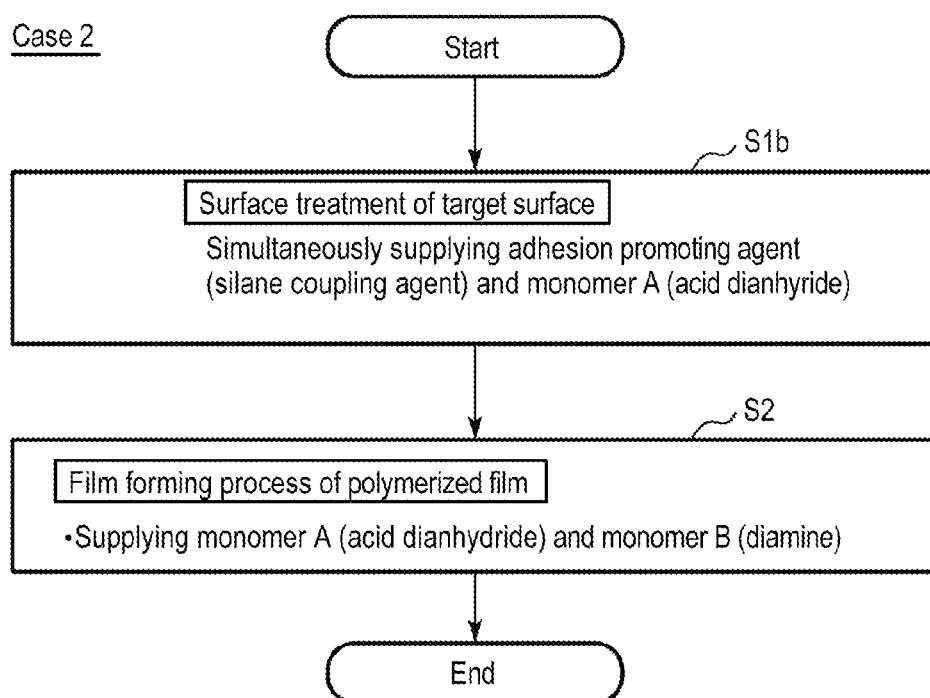 Case 2
Start
S1b
Surface treatment of target surface
Simultaneously supplying adhesion promoting agent
(silane coupling agent) and monomer A (acid dianhyride)
S2
Film forming process of polymerized film
•Supplying monomer A (acid dianhydride) and monomer B (diamine)
End